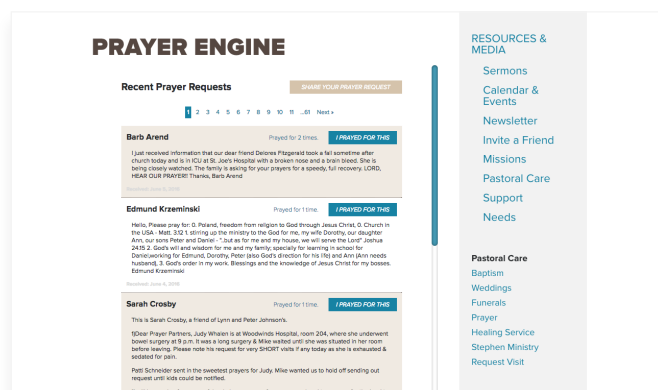 PRAYER ENGINE
Recent Prayer Requests
SHARE YOUR PRAYER REQUEST
1 2 3 4 5 6 7 8 9 10 11 ...61 Next »
Barb Arend
Prayed for 2 times.
I PRAYED FOR THIS
I just received information that our dear friend Delores Fitzgerald took a fall sometime after
church today and is in ICU at St. Joe's Hospital with a broken nose and a brain bleed. She is
being closely watched. The family is asking for your prayers for a speedy, full recovery. LORD,
HEAR OUR PRAYER! Thanks, Barb Arend
Edmund Krzeminski
Prayed for 1 time.
I PRAYED FOR THIS
Hello, Please pray for: 0. Poland, freedom from religion to God through Jesus Christ, 0. Church in
the USA - Matt. 3:12 1. stirring up the ministry to the God for me, my wife Dorothy, our daughter
Ann, our sons Peter and Daniel - "..but as for me and my house, we will serve the Lord" Joshua
24:15 2. God's will and wisdom for me and my family; specially for learning in school for
Daniel,working for Edmund, Dorothy, Peter (also God's direction for his life) and Ann (Ann needs
husband), 3. God's order in my work. Blessings and the knowledge of Jesus Christ for my bosses.
Edmund Krzeminski
Sarah Crosby
Prayed for 1 time.
I PRAYED FOR THIS
This is Sarah Crosby, a friend of Lynn and Peter Johnson's.
f)Dear Prayer Partners, Judy Whalen is at Woodwinds Hospital, room 204, where she underwent
bowel surgery at 9 p.m. It was a long surgery & Mike waited until she was situated in her room
before leaving. Please note his request for very SHORT visits if any today as she is exhausted &
sedated for pain.
Patti Schneider sent in the sweetest prayers for Judy. Mike wanted us to hold off sending out
request until kids could be notified.
RESOURCES &
MEDIA
Sermons
Calendar &
Events
Newsletter
Invite a Friend
Missions
Pastoral Care
Support
Needs
Pastoral Care
Baptism
Weddings
Funerals
Prayer
Healing Service
Stephen Ministry
Request Visit